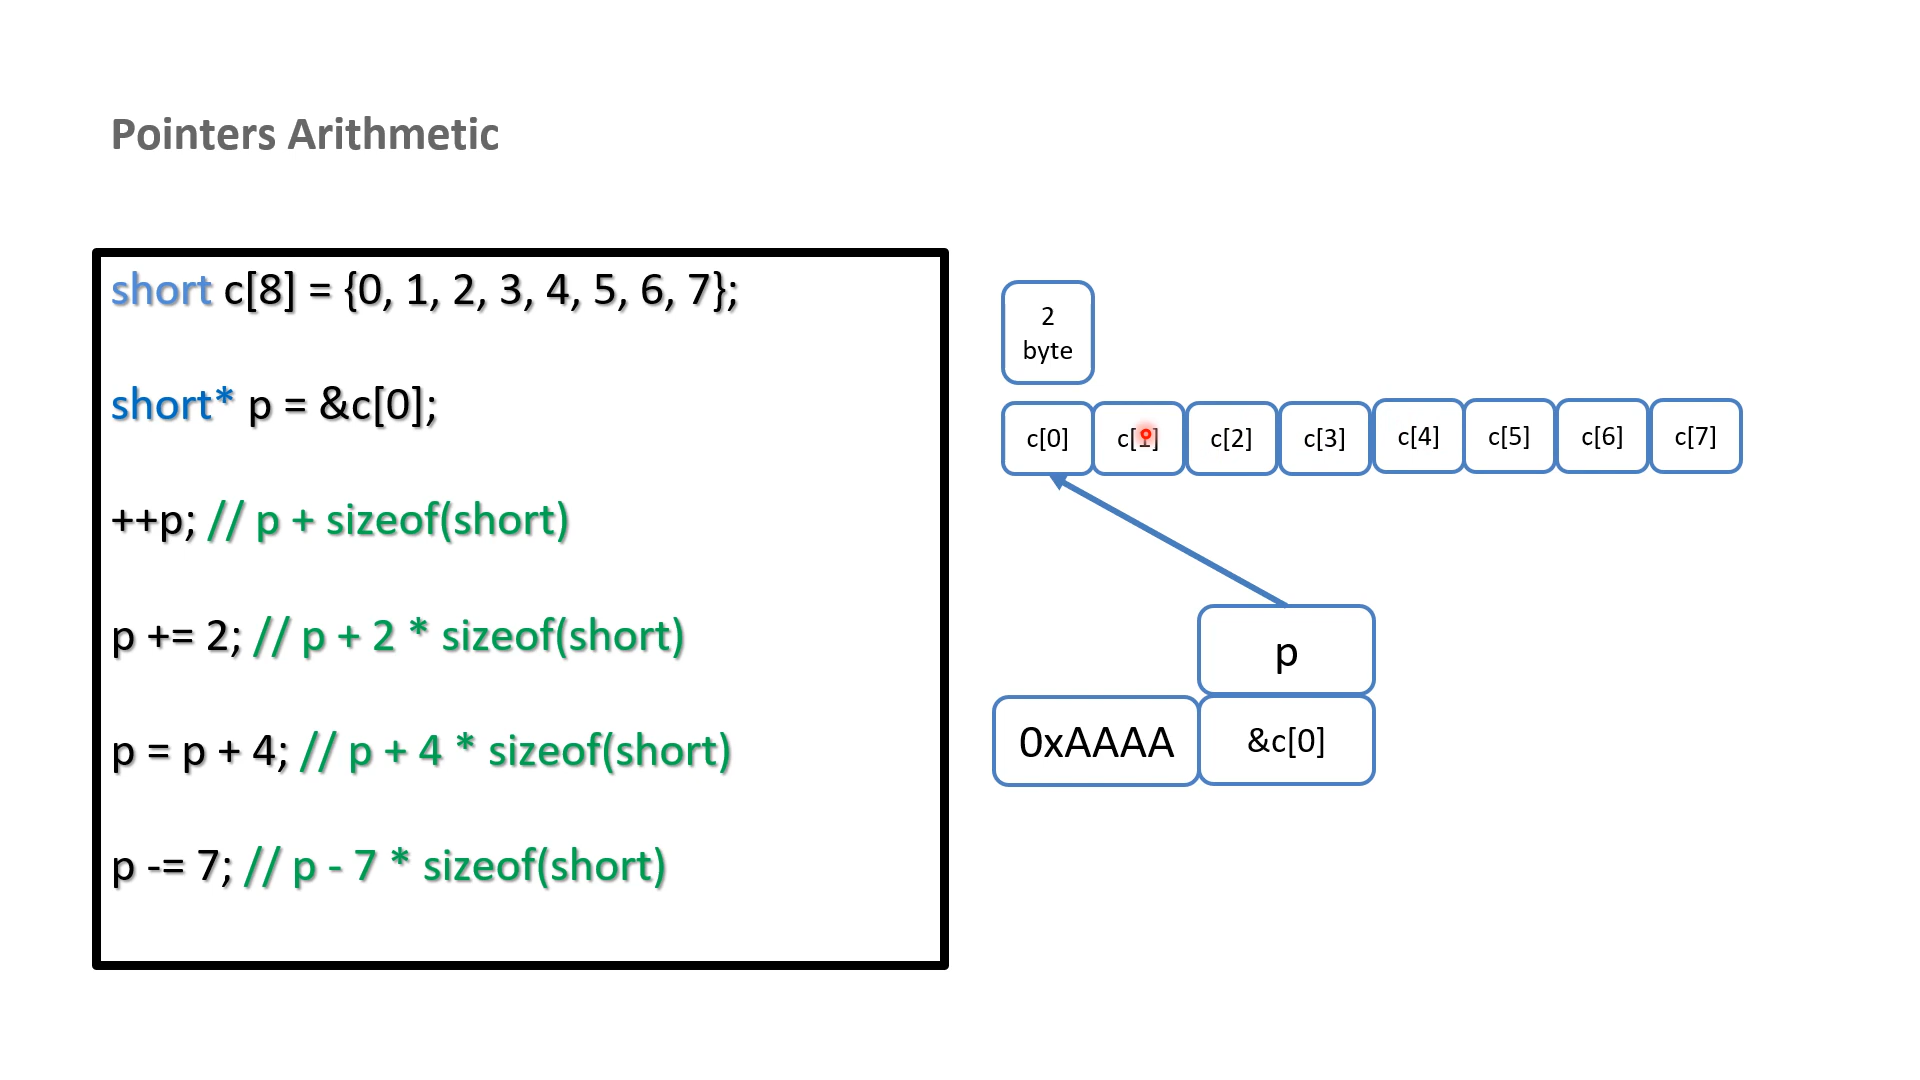 Pointers Arithmetic
short c[8] = {0, 1, 2, 3, 4, 5, 6, 7};
short* p = &c[0];
++p; // p + sizeof(short)
p += 2; // p + 2 * sizeof(short)
p = p + 4; // p + 4 * sizeof(short)
p -= 7; // p - 7 * sizeof(short)
2
byte
c[0] c[1] c[2] c[3] c[4] c[5] c[6] c[7]
p
0xAAAA &c[0]